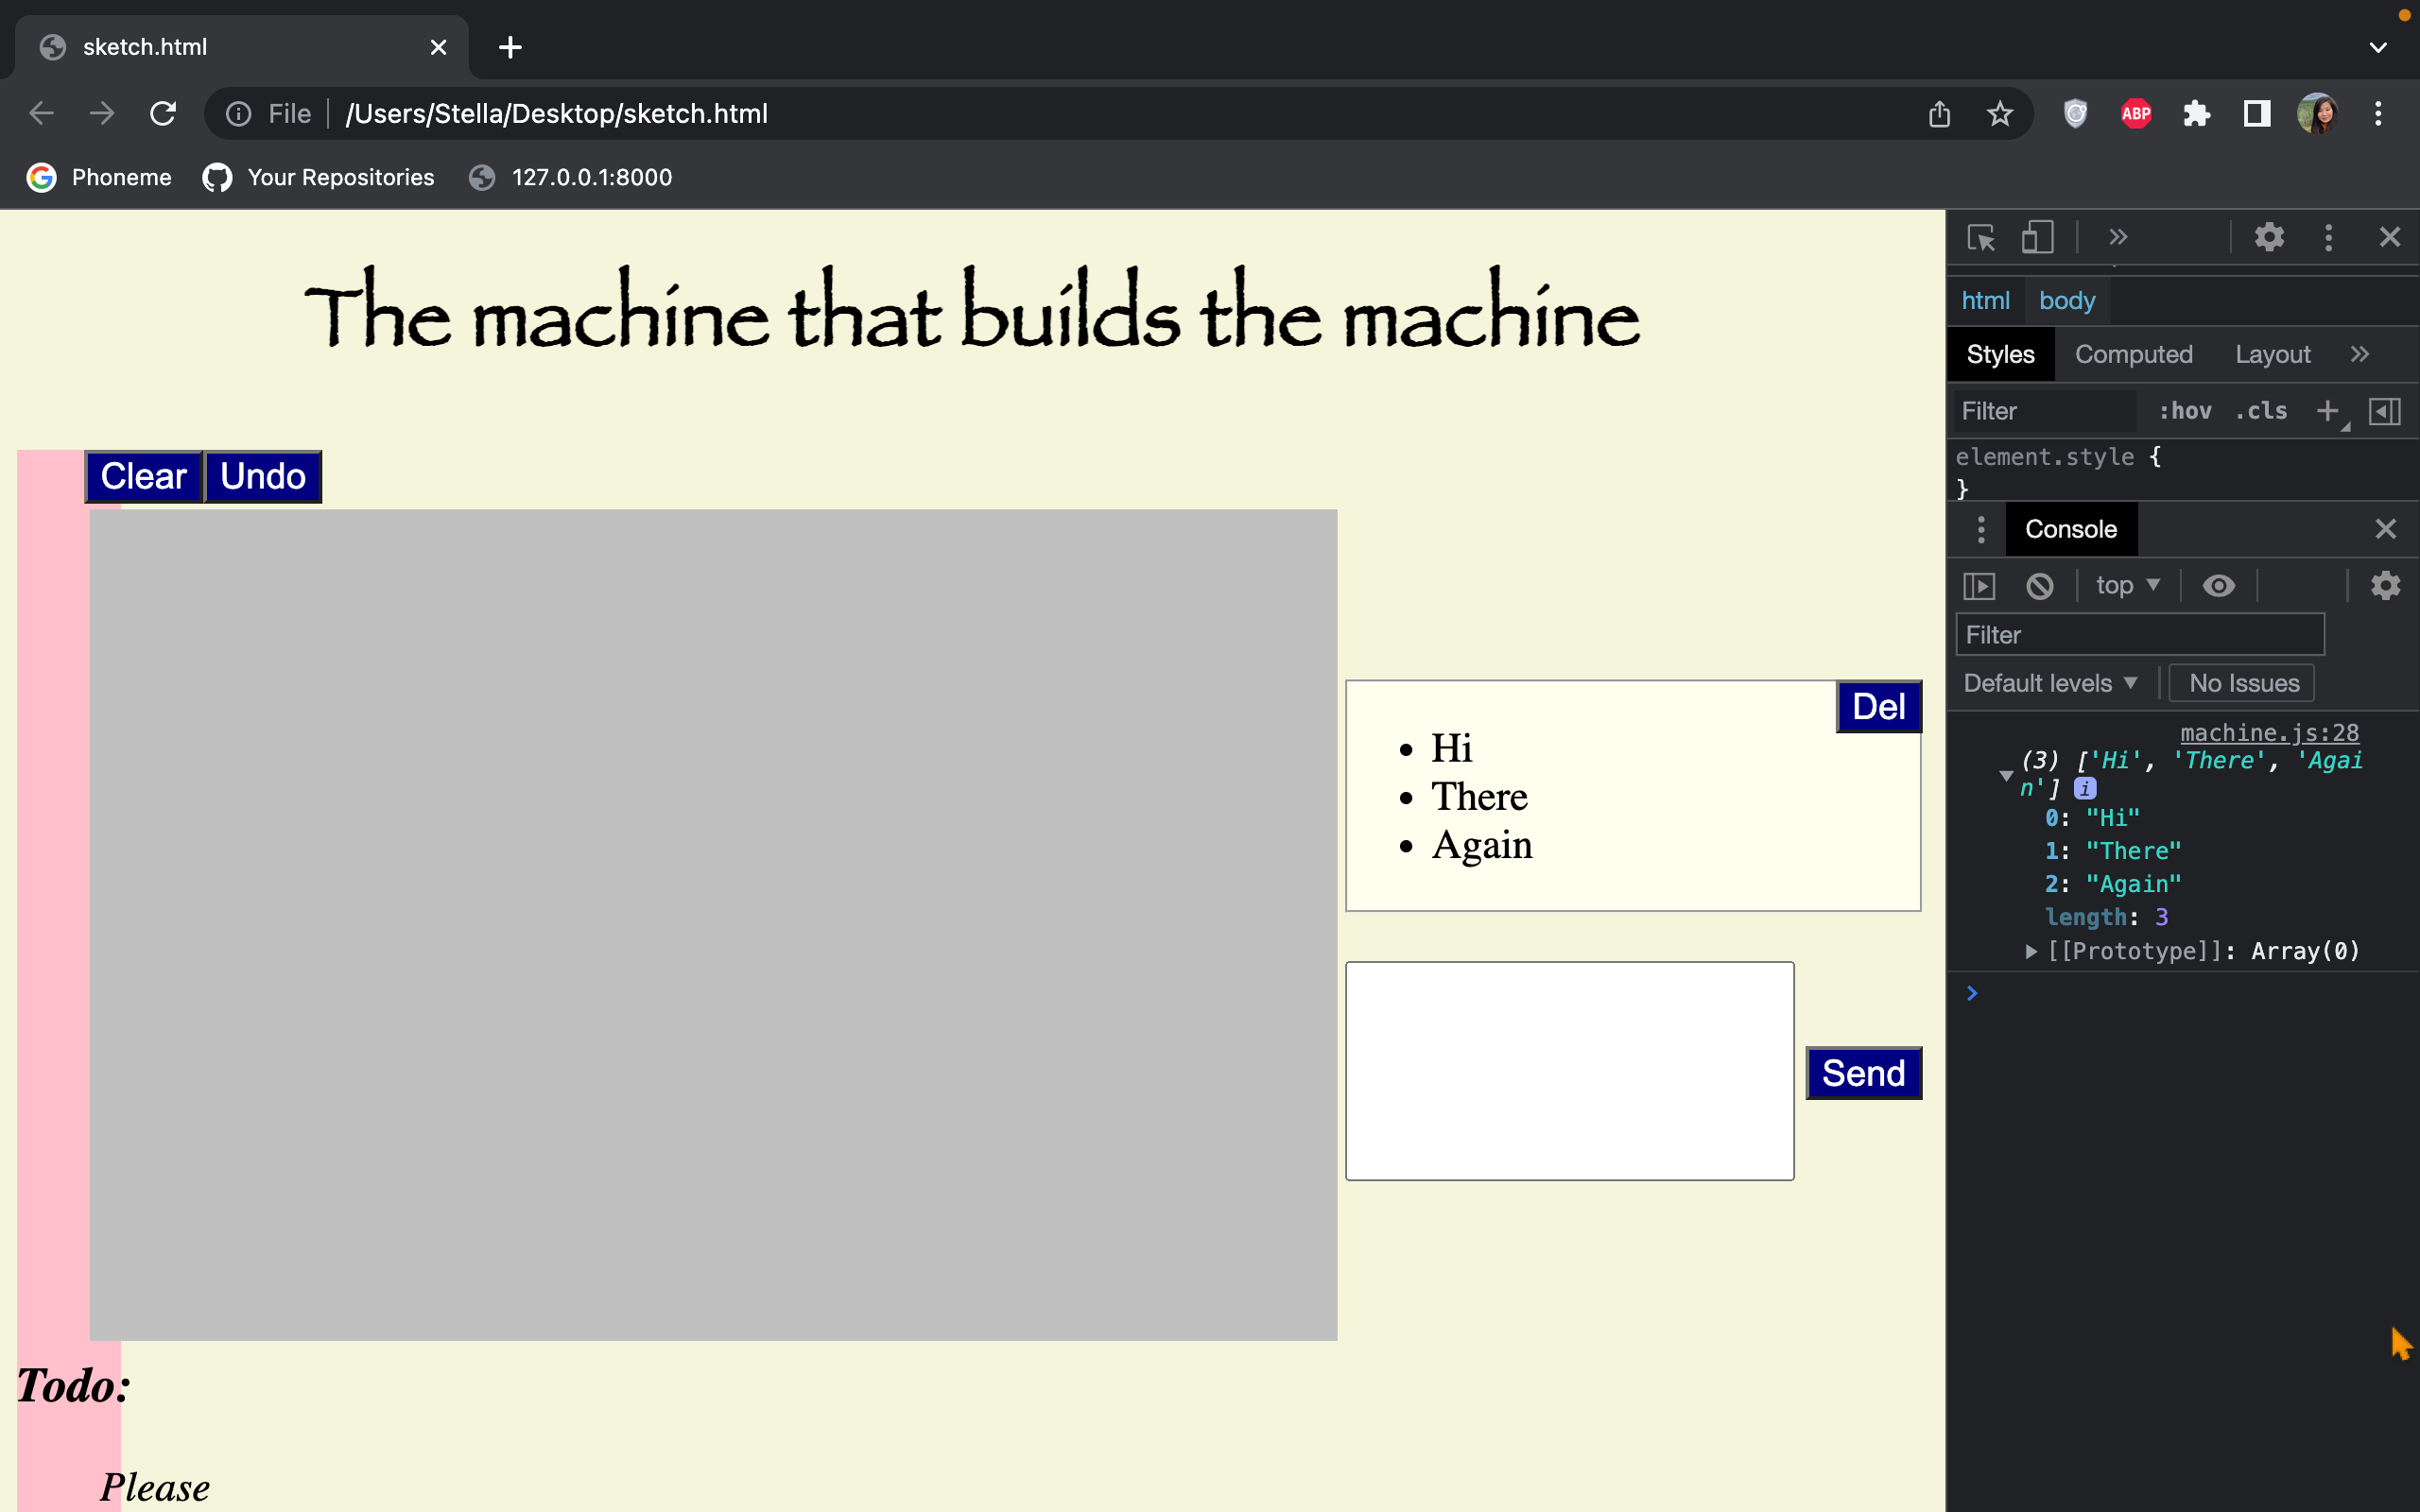 sketch.html
File /Users/Stella/Desktop/sketch.html
ABP
Phoneme Your Repositories 127.0.0.1:8000
The machine that builds the machine
Clear Undo
Del
Hi
There
Again
Send
Todo:
Please
html body
Styles Computed Layout
Filter :hov .cls
element.style {
}
Console
top
Filter
Default levels No Issues
machine.js:28
(3) ['Hi', 'There', 'Agai
n'] i
0: "Hi"
1: "There"
2: "Again"
length: 3
[[Prototype]]: Array(0)